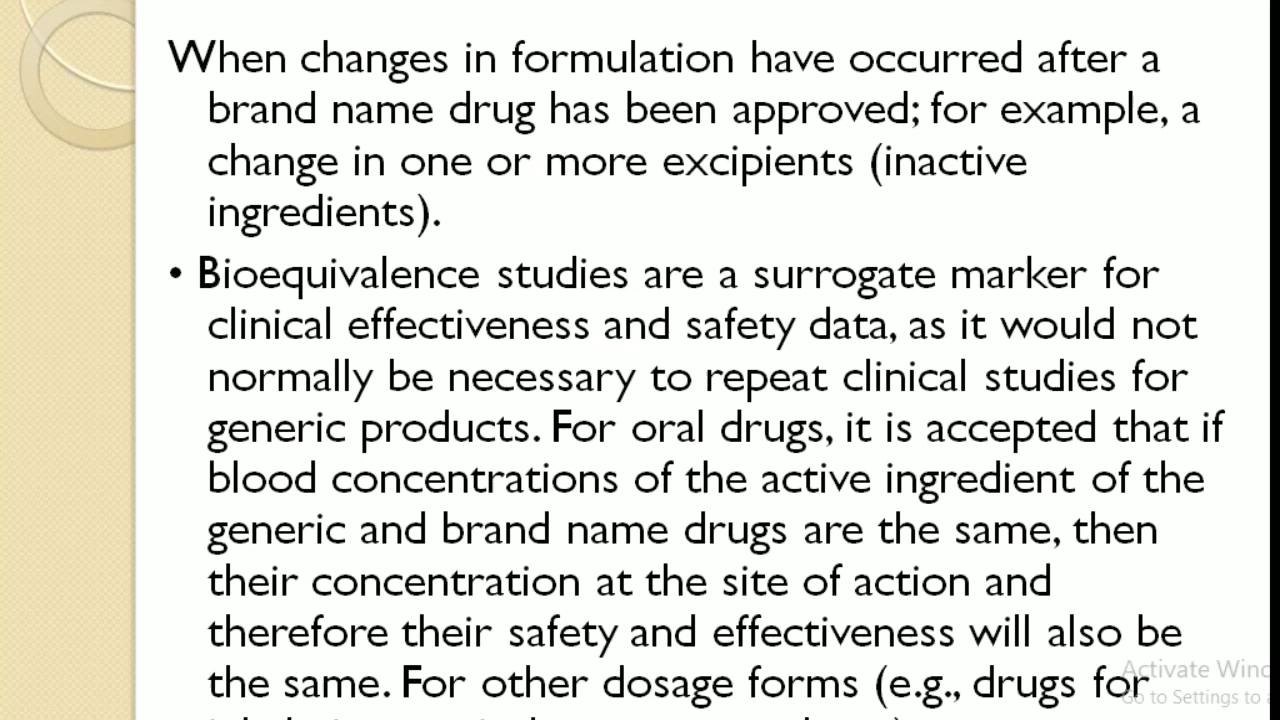 When changes in formulation have occurred after a
brand name drug has been approved; for example, a
change in one or more excipients (inactive
ingredients).
• Bioequivalence studies are a surrogate marker for
clinical effectiveness and safety data, as it would not
normally be necessary to repeat clinical studies for
generic products. For oral drugs, it is accepted that if
blood concentrations of the active ingredient of the
generic and brand name drugs are the same, then
their concentration at the site of action and
therefore their safety and effectiveness will also be
the same. For other dosage forms (e.g., drugs for
Activate Wind
Go to Settings to a